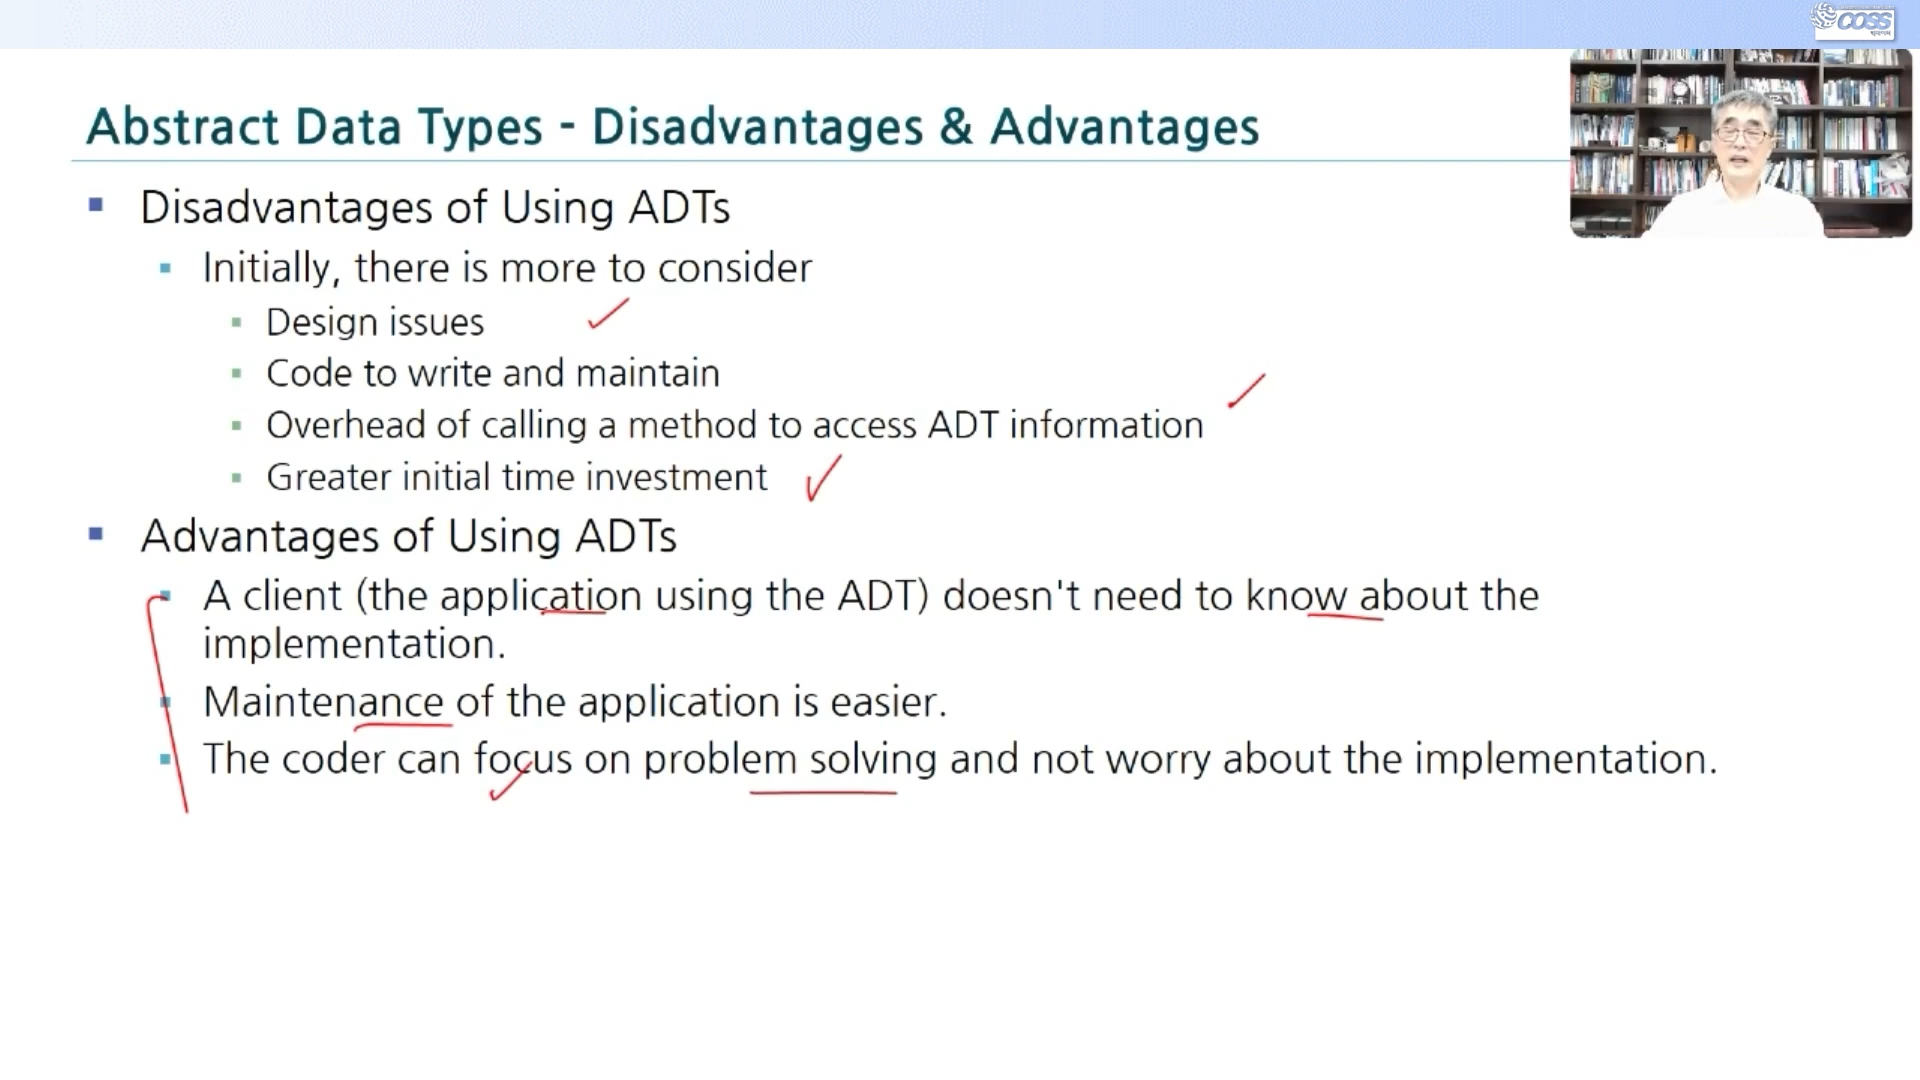 COSS
Abstract Data Types - Disadvantages & Advantages
Disadvantages of Using ADTs
Initially, there is more to consider
Design issues
Code to write and maintain
Overhead of calling a method to access ADT information
Greater initial time investment
Advantages of Using ADTs
A client (the application using the ADT) doesn't need to know about the
implementation.
Maintenance of the application is easier.
The coder can focus on problem solving and not worry about the implementation.